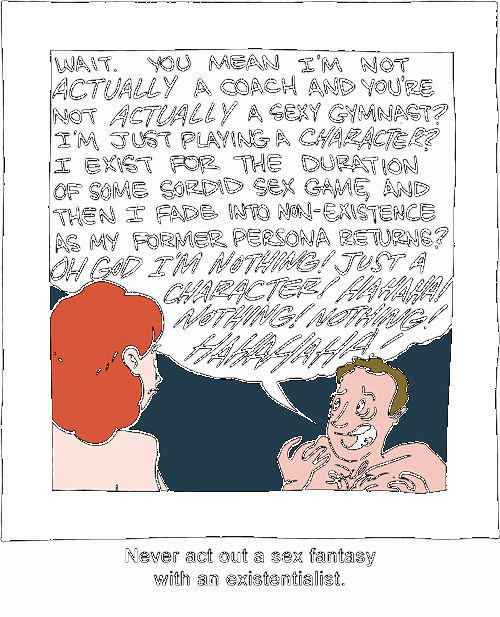 WAIT. YOU MEAN I'M NOT
ACTUALLY A COACH AND YOU'RE
NOT ACTUALLY A SEXY GYMNAST?
I'M JUST PLAYING A CHARACTER?
I EXIST FOR THE DURATION
OF SOME SORDID SEX GAME, AND
THEN I FADE INTO NON-EXISTENCE
AS MY FORMER PERSONA RETURNS?
OH GOD I'M NOTHING! JUST A
CHARACTER! HAHAHA!
NOTHING! NOTHING!
HAHAHAHA
Never act out a sex fantasy
with an existentialist.